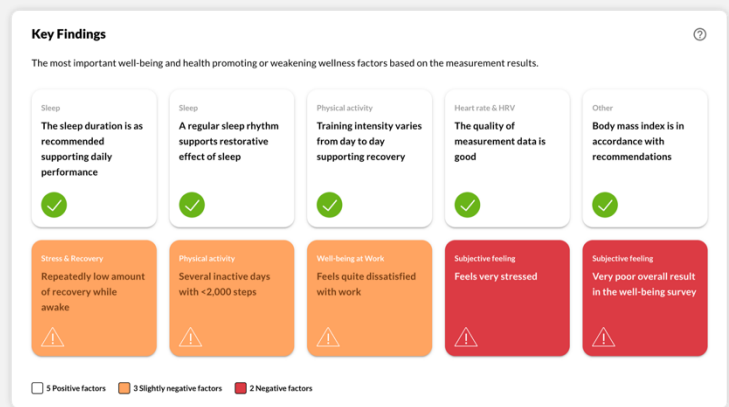 Key Findings
The most important well-being and health promoting or weakening wellness factors based on the measurement results.
Sleep
The sleep duration is as
recommended
supporting daily
performance
Sleep
A regular sleep rhythm
supports restorative
effect of sleep
Physical activity
Training intensity varies
from day to day
supporting recovery
Heart rate & HRV
The quality of
measurement data is
good
Other
Body mass index is in
accordance with
recommendations
Stress & Recovery
Repeatedly low amount
of recovery while
awake
Physical activity
Several inactive days
with <2,000 steps
Well-being at Work
Feels quite dissatisfied
with work
Subjective feeling
Feels very stressed
Subjective feeling
Very poor overall result
in the well-being survey
5 Positive factors 3 Slightly negative factors 2 Negative factors